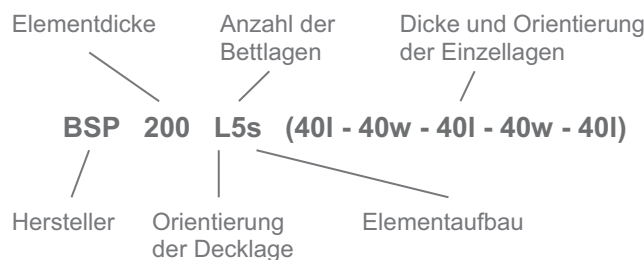 Elementdicke
Anzahl der
Bettlagen
Dicke und Orientierung
der Einzellagen
BSP 200 L5s (40l - 40w - 40l - 40w - 40l)
Hersteller
Orientierung
der Decklage
Elementaufbau